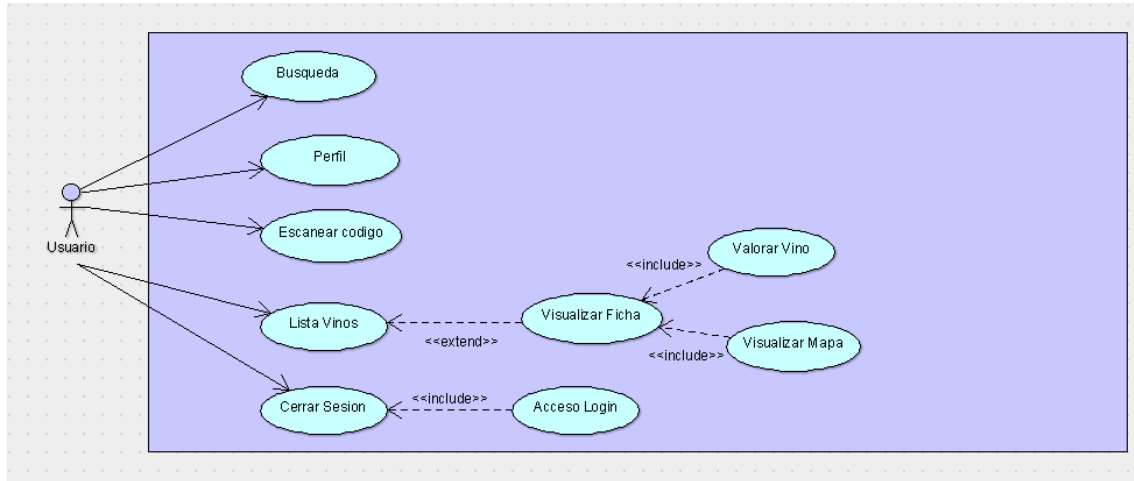 Busqueda
Perfil
Escanear codigo
Usuario
Valorar Vino
<<include>>
Lista Vinos
Visualizar Ficha
<<extend>>
<<include>>
Visualizar Mapa
Cerrar Sesion
<<include>>
Acceso Login